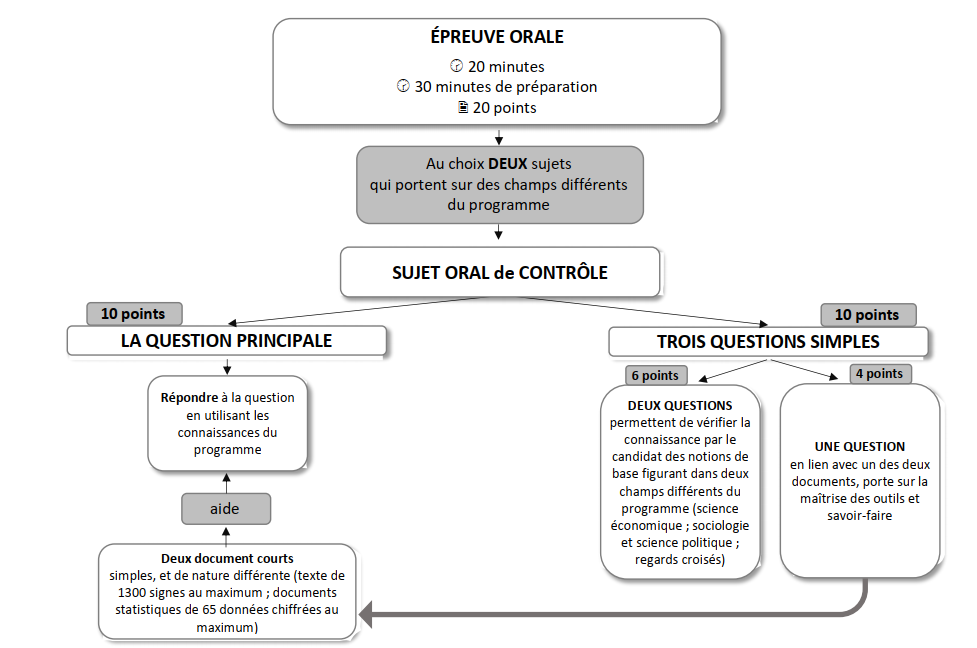 ÉPREUVE ORALE
20 minutes
30 minutes de préparation
20 points
Au choix DEUX sujets
qui portent sur des champs différents
du programme
SUJET ORAL de CONTRÔLE
10 points
LA QUESTION PRINCIPALE
Répondre à la question
en utilisant les
connaissances du
programme
aide
Deux document courts
simples, et de nature différente (texte de
1300 signes au maximum ; documents
statistiques de 65 données chiffrées au
maximum)
10 points
TROIS QUESTIONS SIMPLES
6 points
DEUX QUESTIONS
permettent de vérifier la
connaissance par le
candidat des notions de
base figurant dans deux
champs différents du
programme (science
économique ; sociologie
et science politique ;
regards croisés)
4 points
UNE QUESTION
en lien avec un des deux
documents, porte sur la
maîtrise des outils et
savoir-faire